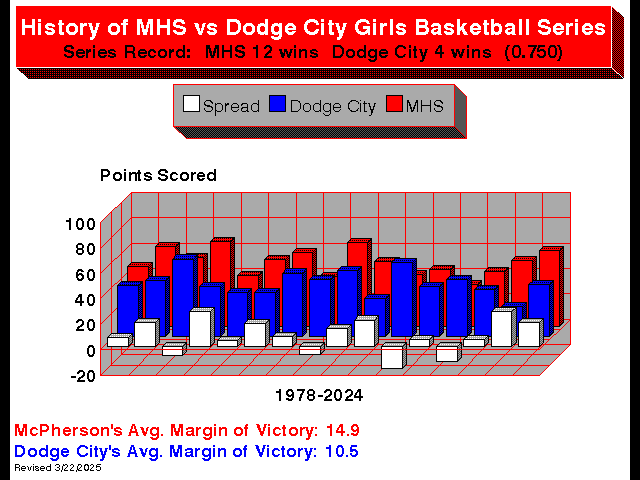 History of MHS vs Dodge City Girls Basketball Series
Series Record:  MHS 12 wins  Dodge City 4 wins  (0.750)
Spread Dodge City MHS
Points Scored
100
80
60
40
20
0
-20
1978-2024
McPherson's Avg. Margin of Victory: 14.9
Dodge City's Avg. Margin of Victory: 10.5
Revised 3/22/2025